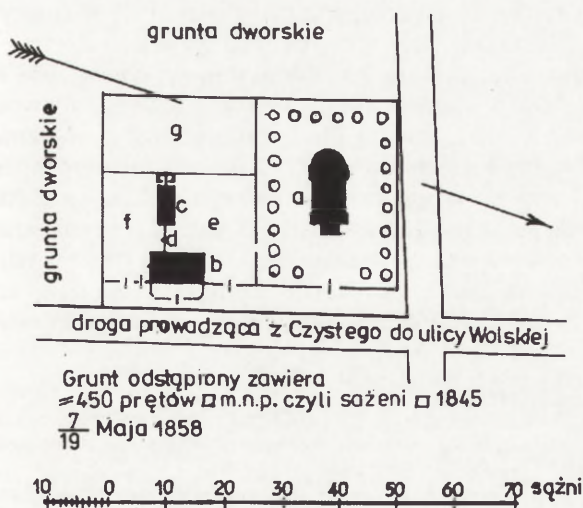 grunta dworskie
grunta dworskie
g
a
c
f
e
d
b
droga prowadząca z Czystego do ulicy Wolskiej
Grunt odstąpiony zawiera
≈450 prętów □ m.n.p. czyli sażeni □ 1845
7/19 Maja 1858
10 0 10 20 30 40 50 60 70 sążni